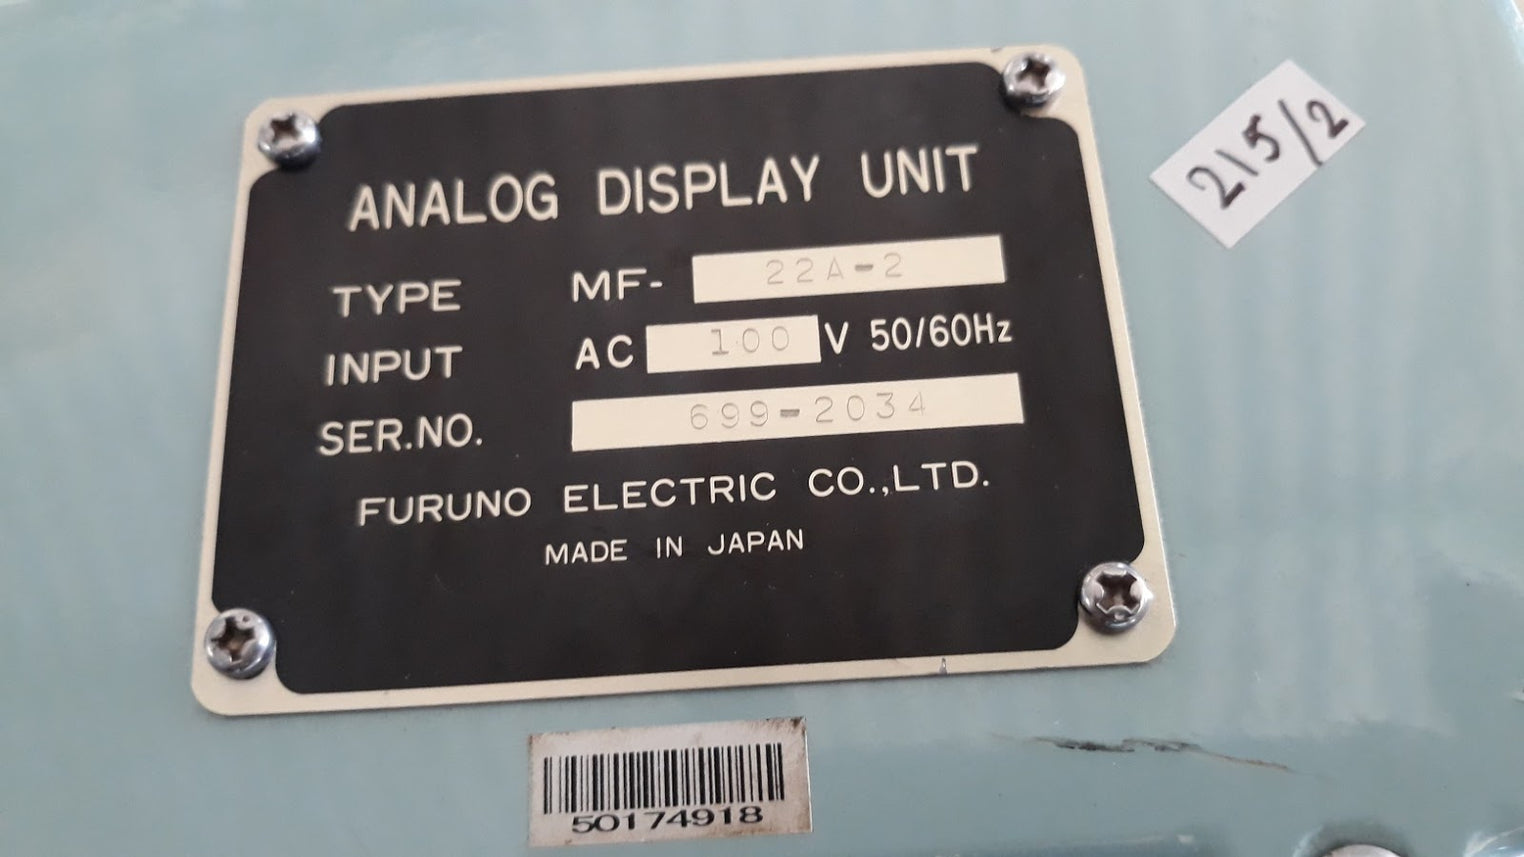 ANALOG DISPLAY UNIT
TYPE MF- 22A-2
INPUT AC 100 V 50/60Hz
SER.NO. 699-2034
FURUNO ELECTRIC CO.,LTD.
MADE IN JAPAN
215/2
50174918